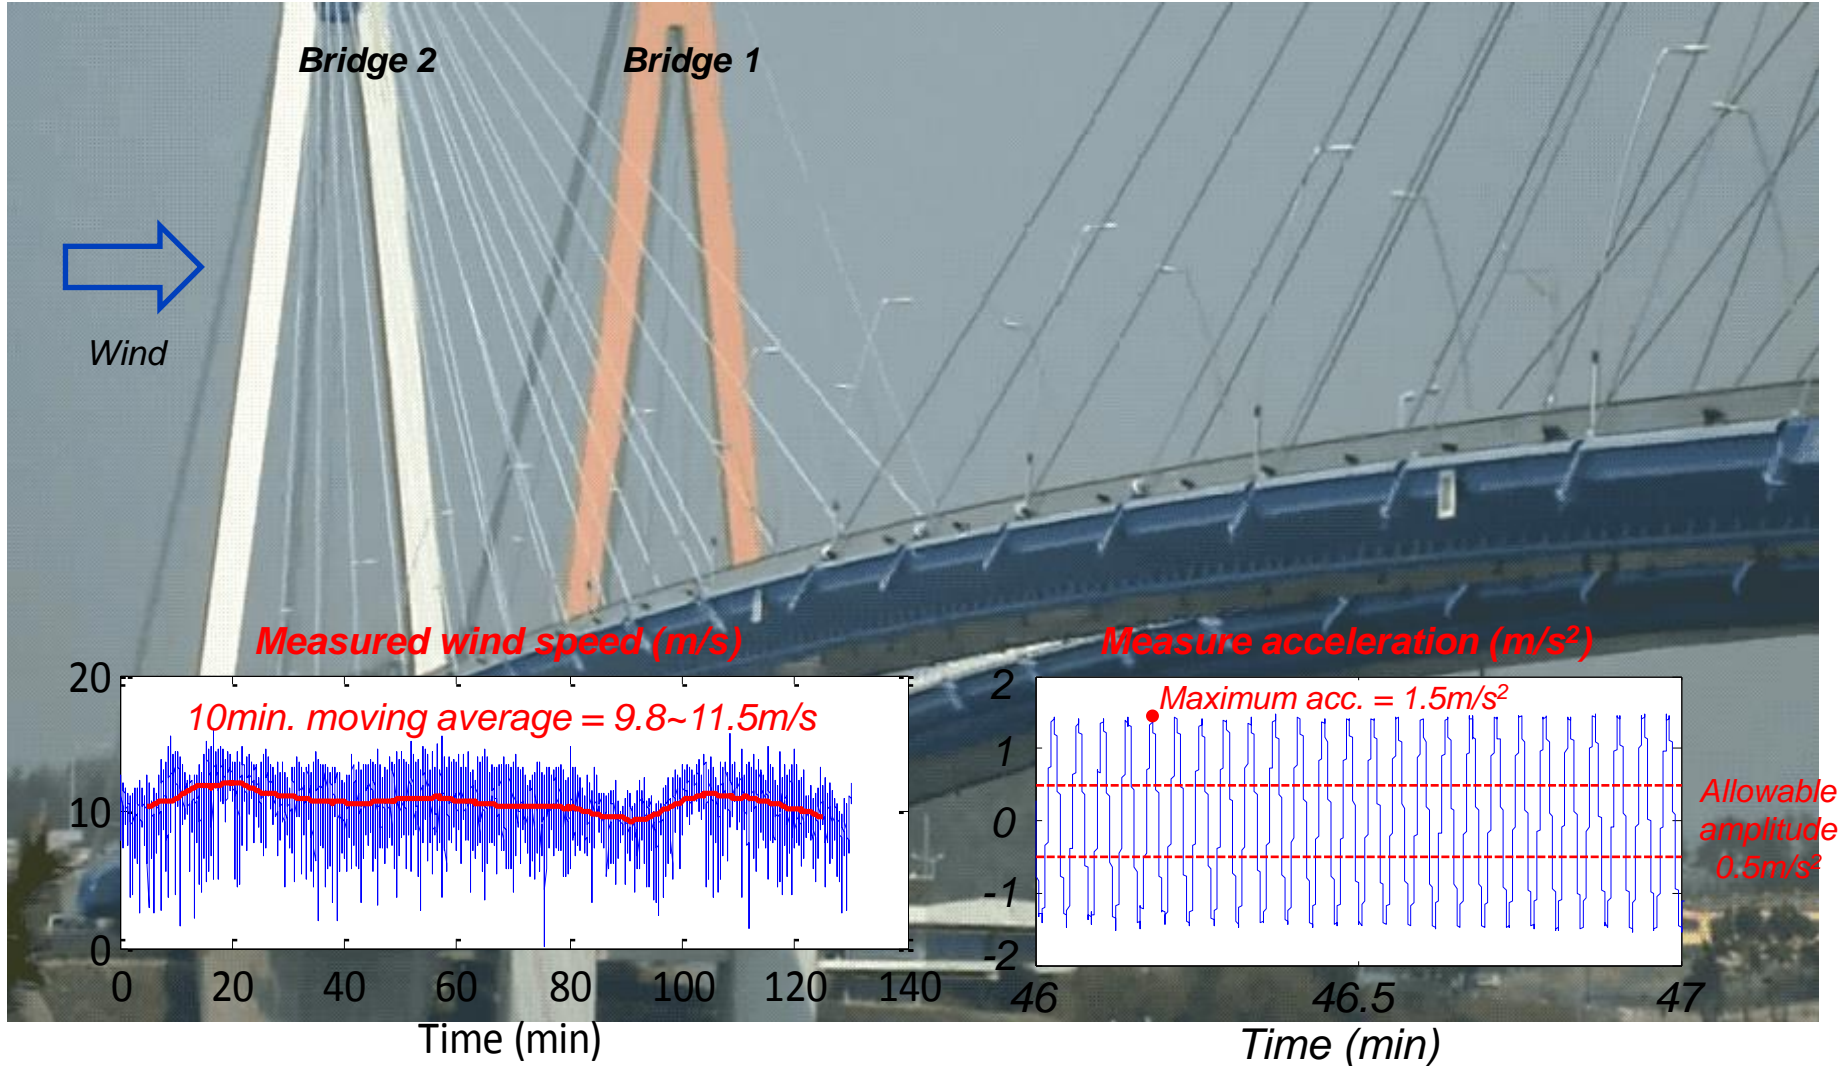 Bridge 2
Bridge 1
Wind
Measured wind speed (m/s)
10min. moving average = 9.8~11.5m/s
20
10
0
0 20 40 60 80 100 120 140
Time (min)
Measure acceleration (m/s²)
Maximum acc. = 1.5m/s²
2
1
0
-1
-2
46 46.5 47
Time (min)
Allowable
amplitude
0.5m/s²